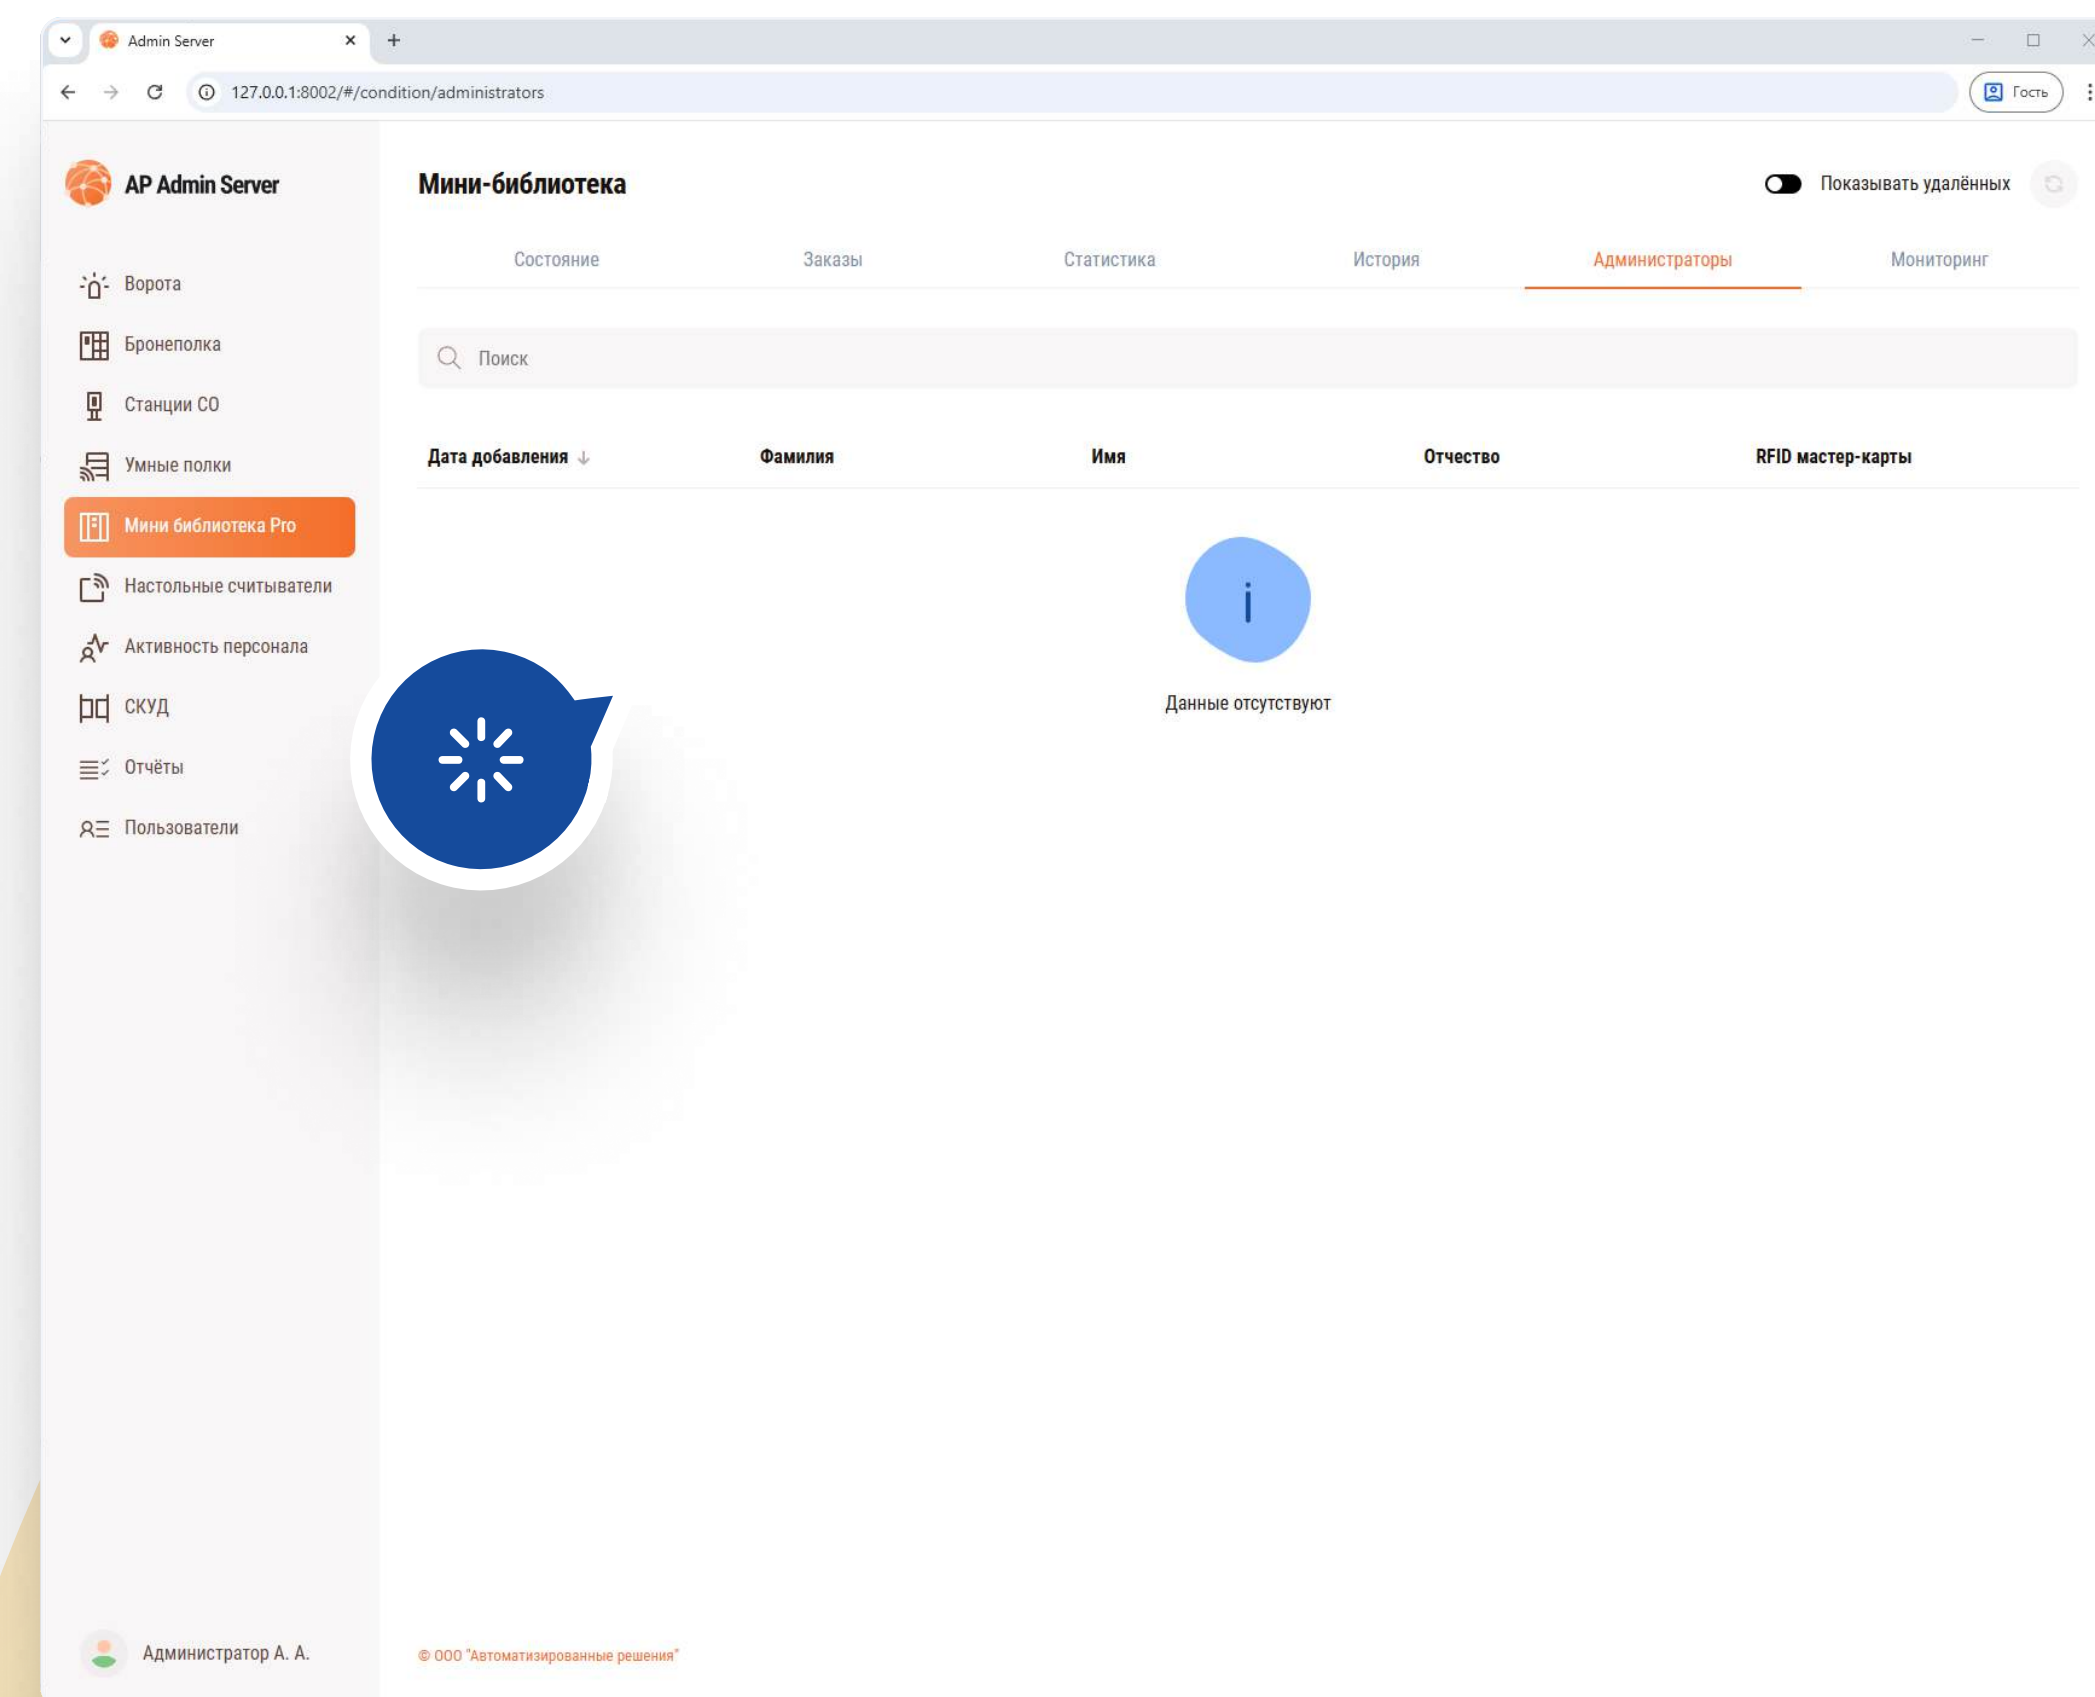 Admin Server
127.0.0.1:8002/#/condition/administrators
Гость
AP Admin Server
Мини-библиотека
Показывать удалённых
Состояние
Заказы
Статистика
История
Администраторы
Мониторинг
Ворота
Бронеполка
Станции СО
Умные полки
Мини библиотека Pro
Настольные считыватели
Активность персонала
СКУД
Отчёты
Пользователи
Поиск
Дата добавления
Фамилия
Имя
Отчество
RFID мастер-карты
i
Данные отсутствуют
Администратор А. А.
© ООО "Автоматизированные решения"